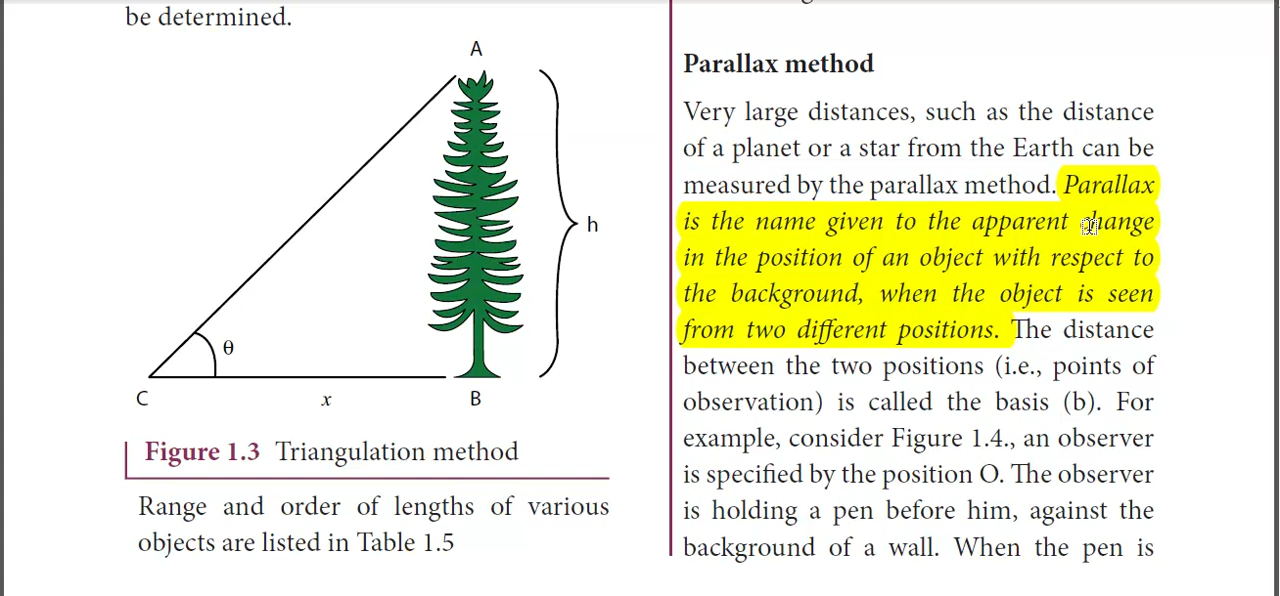 be determined.
A
h
θ
C
x
B
Figure 1.3 Triangulation method
Range and order of lengths of various
objects are listed in Table 1.5
Parallax method
Very large distances, such as the distance
of a planet or a star from the Earth can be
measured by the parallax method. Parallax
is the name given to the apparent change
in the position of an object with respect to
the background, when the object is seen
from two different positions. The distance
between the two positions (i.e., points of
observation) is called the basis (b). For
example, consider Figure 1.4., an observer
is specified by the position O. The observer
is holding a pen before him, against the
background of a wall. When the pen is